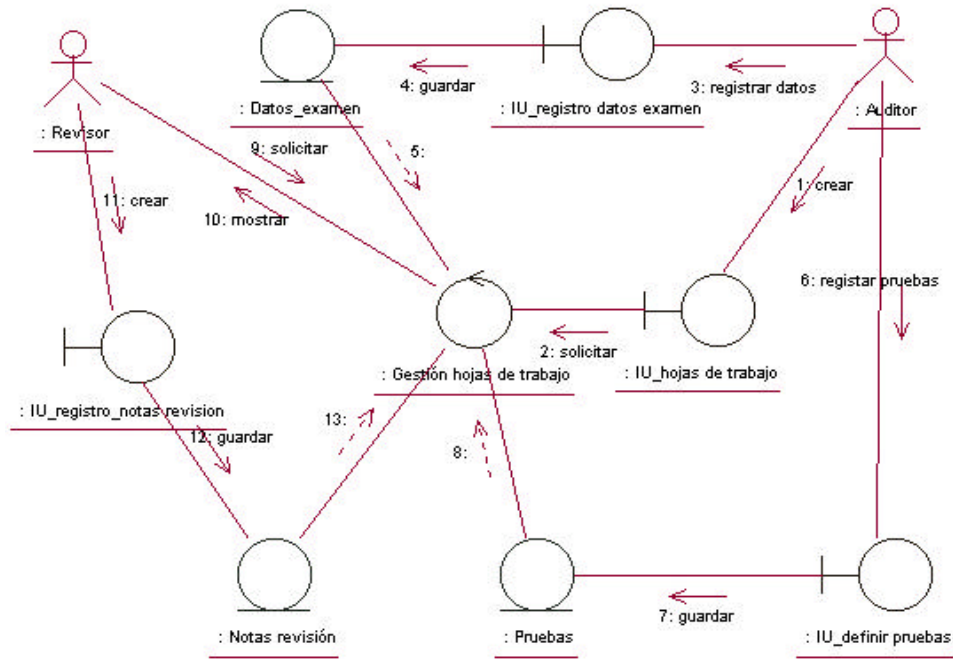 4: guardar
3: registrar datos
: Datos_examen
: IU_registro datos examen
: Auditor
: Revisor
9: solicitar
5:
1: crear
11: crear
10: mostrar
6: registar pruebas
2: solicitar
: Gestión hojas de trabajo
: IU_hojas de trabajo
: IU_registro_notas revision
13:
12: guardar
8:
7: guardar
: Notas revisión
: Pruebas
: IU_definir pruebas